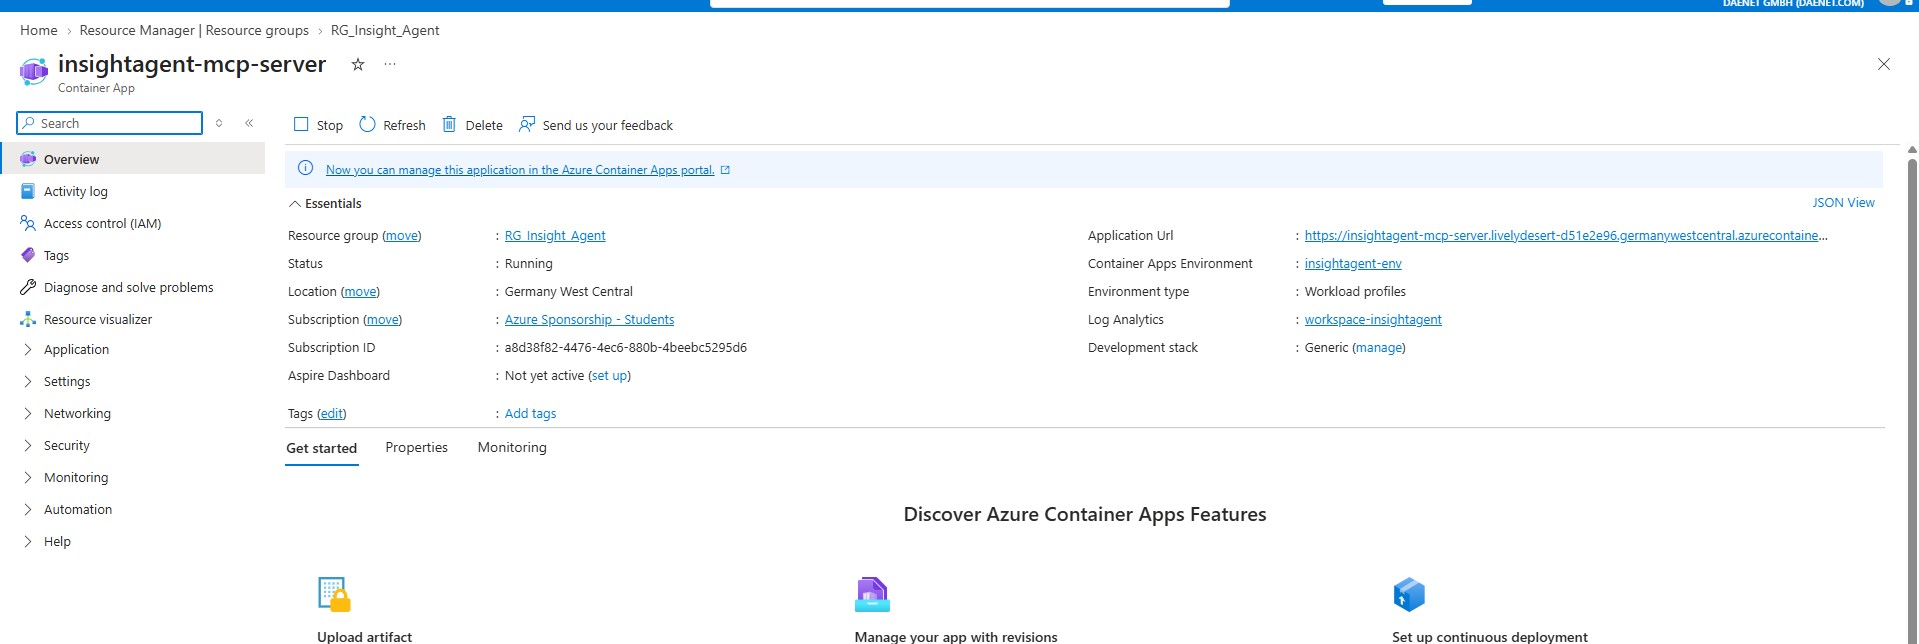 DAENET GMBH (DAENET.COM)
Home > Resource Manager | Resource groups > RG_Insight_Agent
insightagent-mcp-server
Container App
Search
Stop Refresh Delete Send us your feedback
Overview
Activity log
Access control (IAM)
Tags
Diagnose and solve problems
Resource visualizer
Application
Settings
Networking
Security
Monitoring
Automation
Help
Now you can manage this application in the Azure Container Apps portal.
Essentials
JSON View
Resource group (move) : RG_Insight_Agent
Status : Running
Location (move) : Germany West Central
Subscription (move) : Azure Sponsorship - Students
Subscription ID : a8d38f82-4476-4ec6-880b-4beebc5295d6
Aspire Dashboard : Not yet active (set up)
Tags (edit) : Add tags
Application Url : https://insightagent-mcp-server.livelydesert-d51e2e96.germanywestcentral.azurecontaine...
Container Apps Environment : insightagent-env
Environment type : Workload profiles
Log Analytics : workspace-insightagent
Development stack : Generic (manage)
Get started Properties Monitoring
Discover Azure Container Apps Features
Upload artifact
Manage your app with revisions
Set up continuous deployment